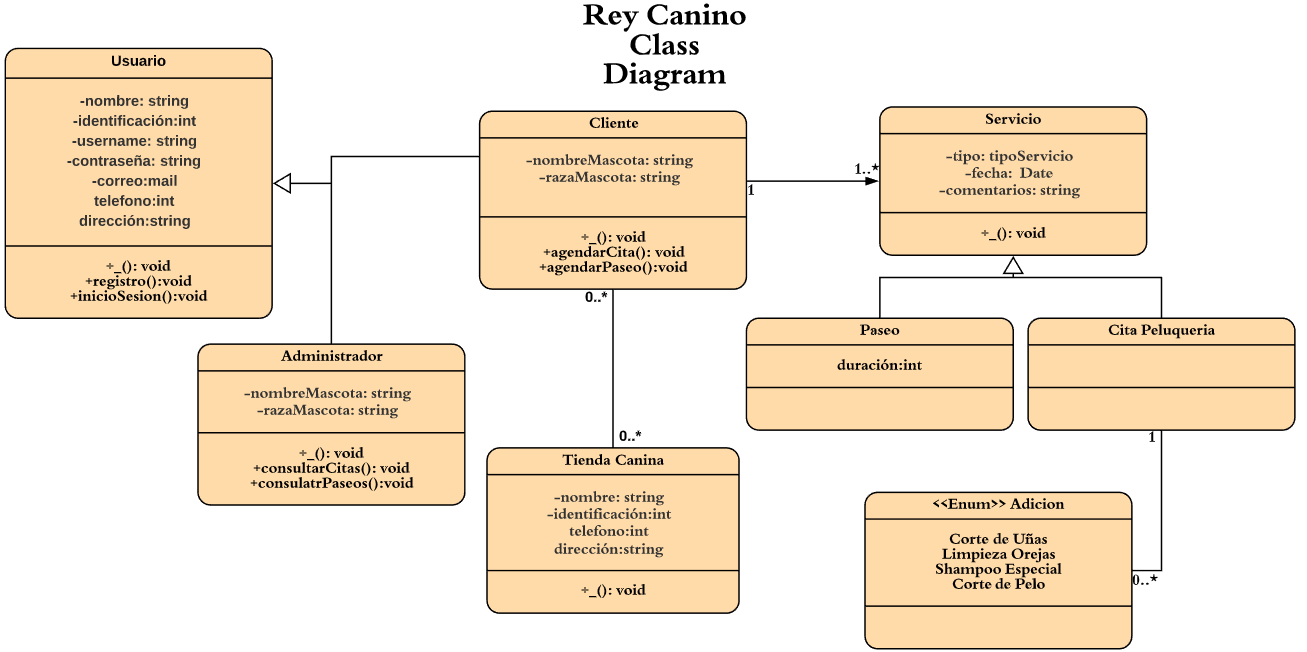 Rey Canino
Class
Diagram
Usuario
-nombre: string
-identificación:int
-username: string
-contraseña: string
-correo:mail
telefono:int
dirección:string
÷_(): void
+registro():void
+inicioSesion():void
Cliente
-nombreMascota: string
-razaMascota: string
÷_(): void
+agendarCita(): void
+agendarPaseo():void
1
1..*
Servicio
-tipo: tipoServicio
-fecha:  Date
-comentarios: string
÷_(): void
0..*
0..*
Administrador
-nombreMascota: string
-razaMascota: string
÷_(): void
+consultarCitas(): void
+consulatrPaseos():void
Tienda Canina
-nombre: string
-identificación:int
telefono:int
dirección:string
÷_(): void
Paseo
duración:int
Cita Peluqueria
1
0..*
<<Enum>> Adicion
Corte de Uñas
Limpieza Orejas
Shampoo Especial
Corte de Pelo